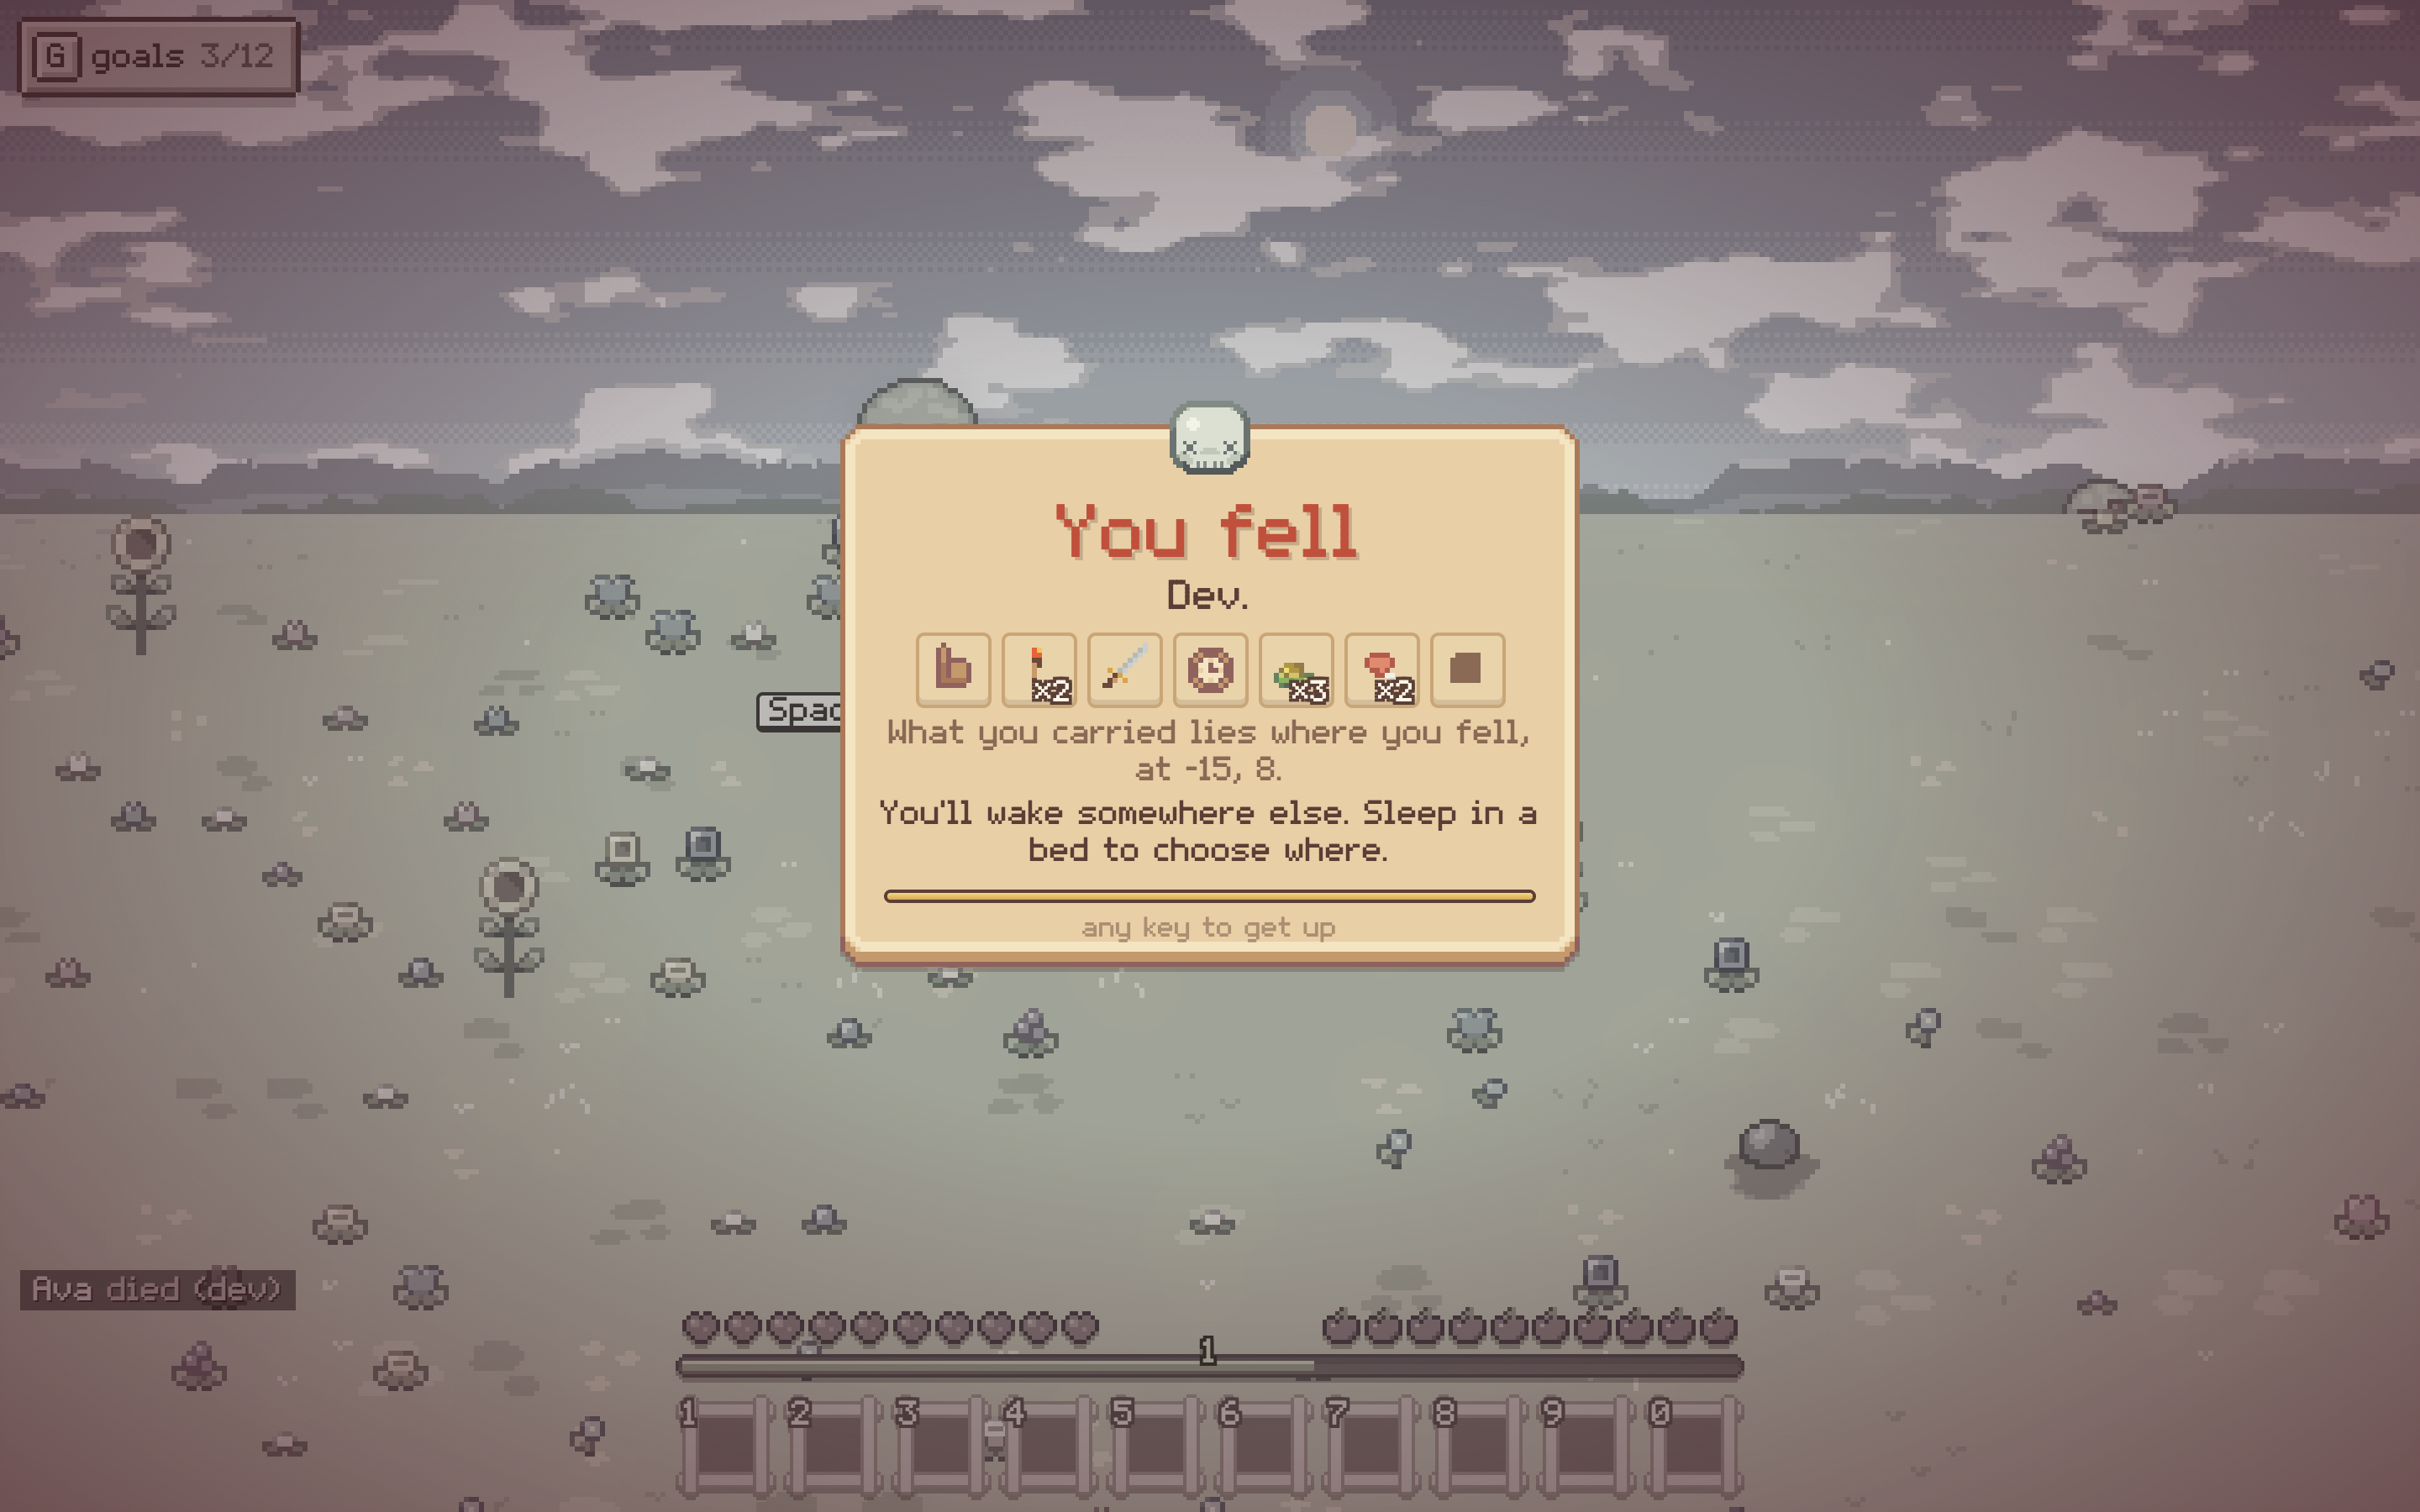 G goals 3/12
You fell
Dev.
x2
x3
x2
Spac
What you carried lies where you fell,
at -15, 8.
You'll wake somewhere else. Sleep in a
bed to choose where.
any key to get up
Ava died (dev)
1
1 2 3 4 5 6 7 8 9 0